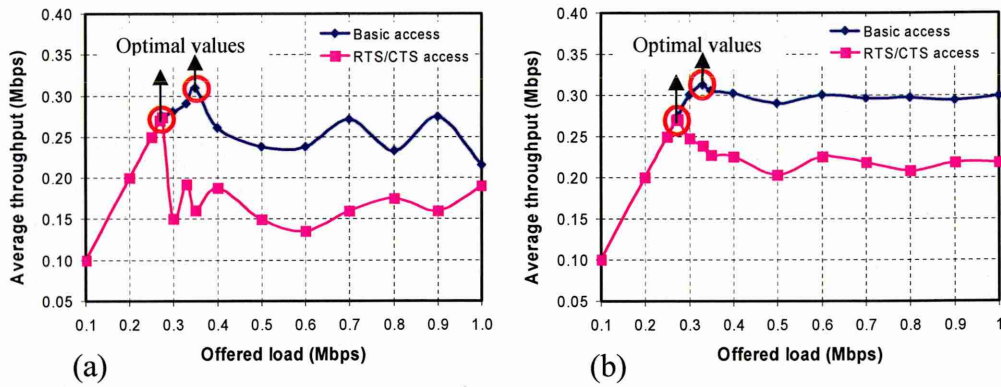 0.40
0.35
0.30
0.25
0.20
0.15
0.10
0.05
Average throughput (Mbps)
Optimal values
Basic access
RTS/CTS access
0.1 0.2 0.3 0.4 0.5 0.6 0.7 0.8 0.9 1.0
Offered load (Mbps)
(a)
0.40
0.35
0.30
0.25
0.20
0.15
0.10
0.05
Average throughput (Mbps)
Optimal values
Basic access
RTS/CTS access
0.1 0.2 0.3 0.4 0.5 0.6 0.7 0.8 0.9 1
Offered load (Mbps)
(b)